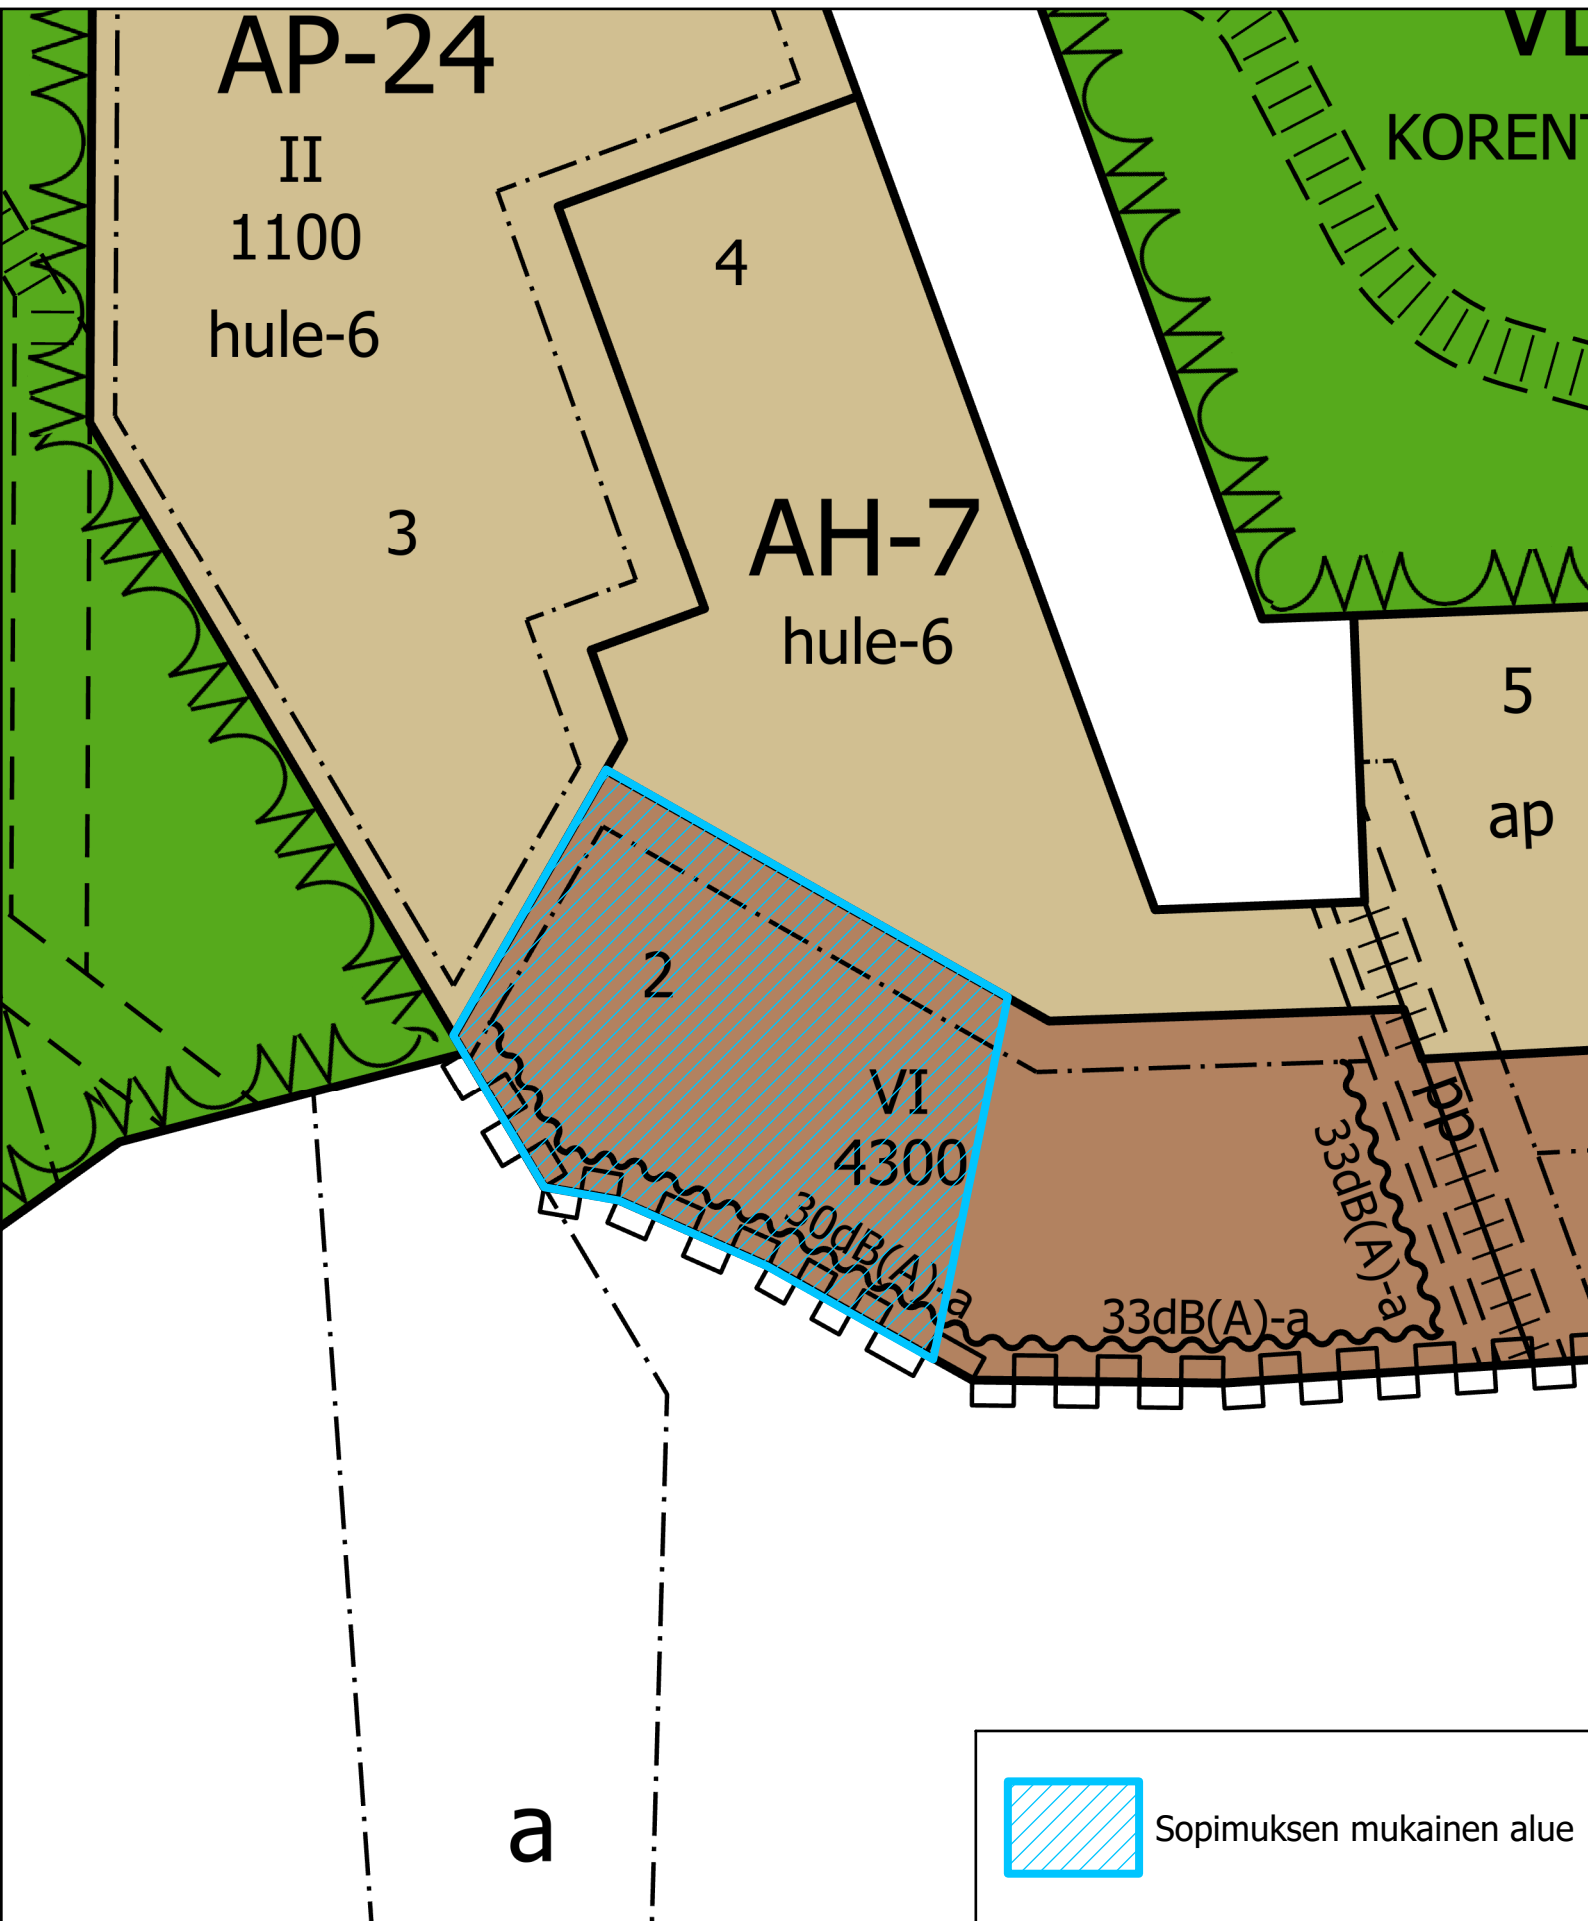 AP-24
II
1100
hule-6
3
4
AH-7
hule-6
5
ap
2
VI
4300
30dB(A)-a
33dB(A)-a
33dB(A)-a
pp
a
Sopimuksen mukainen alue